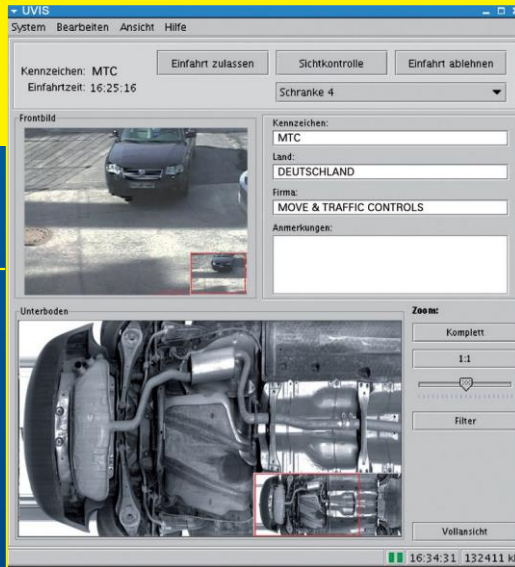 UVIS
System Bearbeiten Ansicht Hilfe
Kennzeichen: MTC
Einfahrtzeit: 16:25:16
Einfahrt zulassen
Sichtkontrolle
Einfahrt ablehnen
Schranke 4
Frontbild
Kennzeichen:
MTC
Land:
DEUTSCHLAND
Firma:
MOVE & TRAFFIC CONTROLS
Anmerkungen:
Unterboden
Zoom:
Komplett
1:1
Filter
Vollansicht
16:34:31 132411